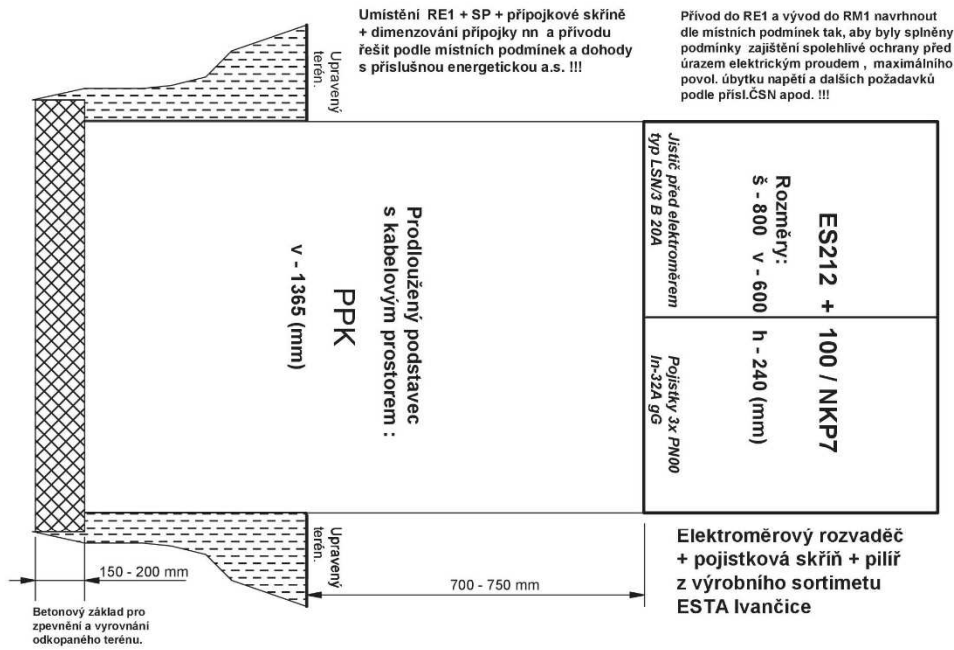 Umístění RE1 + SP + přípojkové skříně
+ dimenzování přípojky nn a přívodu
řešit podle místních podmínek a dohody
s příslušnou energetickou a.s. !!!
Přívod do RE1 a vývod do RM1 navrhnout
dle místních podmínek tak, aby byly splněny
podmínky zajištění spolehlivé ochrany před
úrazem elektrickým proudem , maximálního
povol. úbytku napětí a dalších požadavků
podle přísl.ČSN apod. !!!
Upravený
terén.
Prodloužený podstavec
s kabelovým prostorem :
PPK
v - 1365 (mm)
ES212 + 100 / NKP7
Rozměry:
š - 800 v - 600 h - 240 (mm)
Jistič před elektroměrem
typ LSN/3 B 20A
Pojistky 3x PN00
In-32A gG
Upravený
terén.
150 - 200 mm
700 - 750 mm
Betonový základ pro
zpevnění a vyrovnání
odkopaného terénu.
Elektroměrový rozvaděč
+ pojistková skříň + pilíř
z výrobního sortimetu
ESTA Ivančice